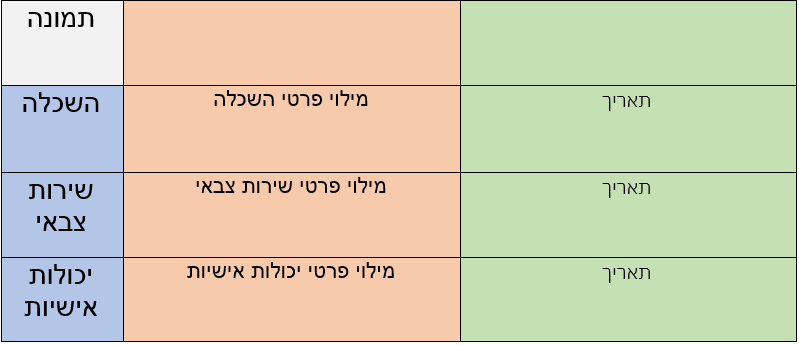 תמונה
השכלה
מילוי פרטי השכלה
תאריך
שירות
צבאי
מילוי פרטי שירות צבאי
תאריך
יכולות
אישיות
מילוי פרטי יכולות אישיות
תאריך